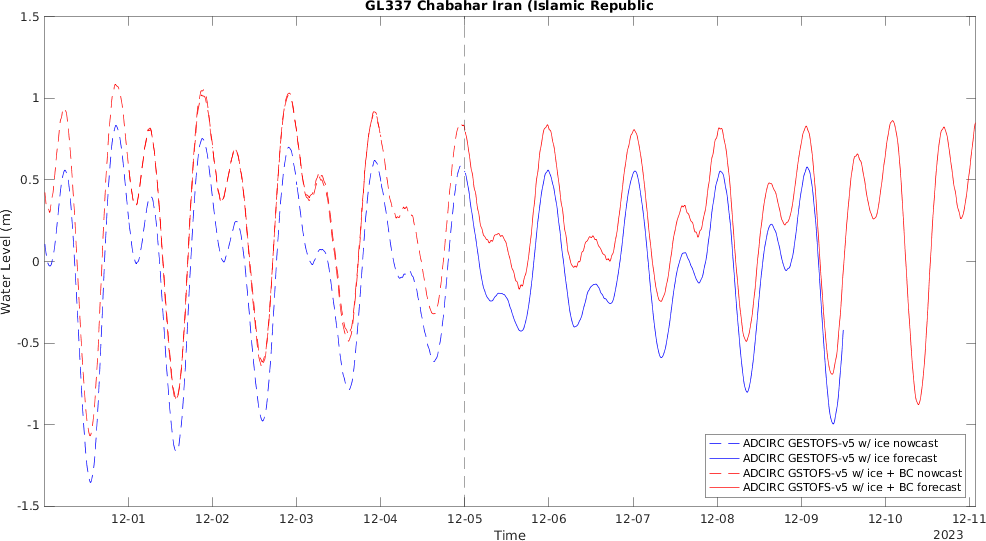 GL337 Chabahar Iran (Islamic Republic
1.5
1
0.5
0
-0.5
-1
-1.5
Water Level (m)
ADCIRC GESTOFS-v5 w/ ice nowcast
ADCIRC GESTOFS-v5 w/ ice forecast
ADCIRC GSTOFS-v5 w/ ice + BC nowcast
ADCIRC GSTOFS-v5 w/ ice + BC forecast
12-01 12-02 12-03 12-04 12-05 12-06 12-07 12-08 12-09 12-10 12-11
Time
2023